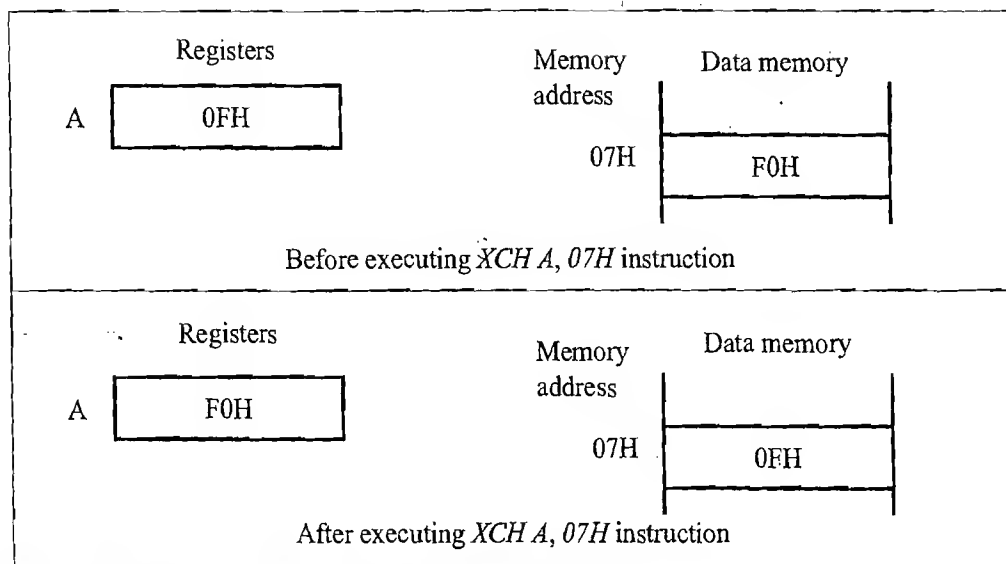 Registers
Memory address
Data memory
A
0FH
07H
F0H
Before executing XCH A, 07H instruction
Registers
Memory address
Data memory
A
F0H
07H
0FH
After executing XCH A, 07H instruction